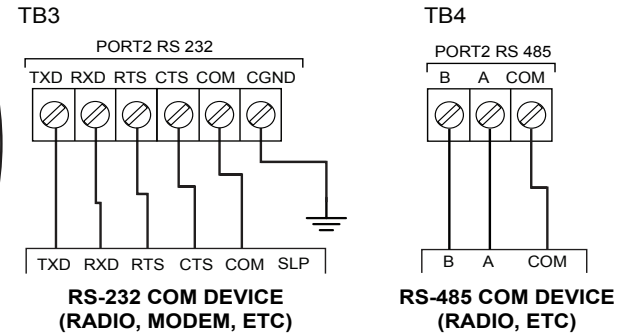 TB3
PORT2 RS 232
TXD RXD RTS CTS COM CGND
TXD RXD RTS CTS COM SLP
RS-232 COM DEVICE
(RADIO, MODEM, ETC)
TB4
PORT2 RS 485
B A COM
B A COM
RS-485 COM DEVICE
(RADIO, ETC)